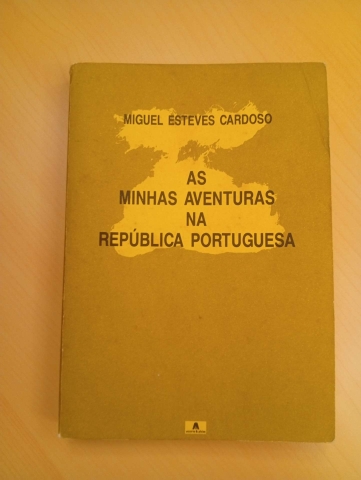 MIGUEL ESTEVES CARDOSO
AS
MINHAS AVENTURAS
NA
REPÚBLICA PORTUGUESA